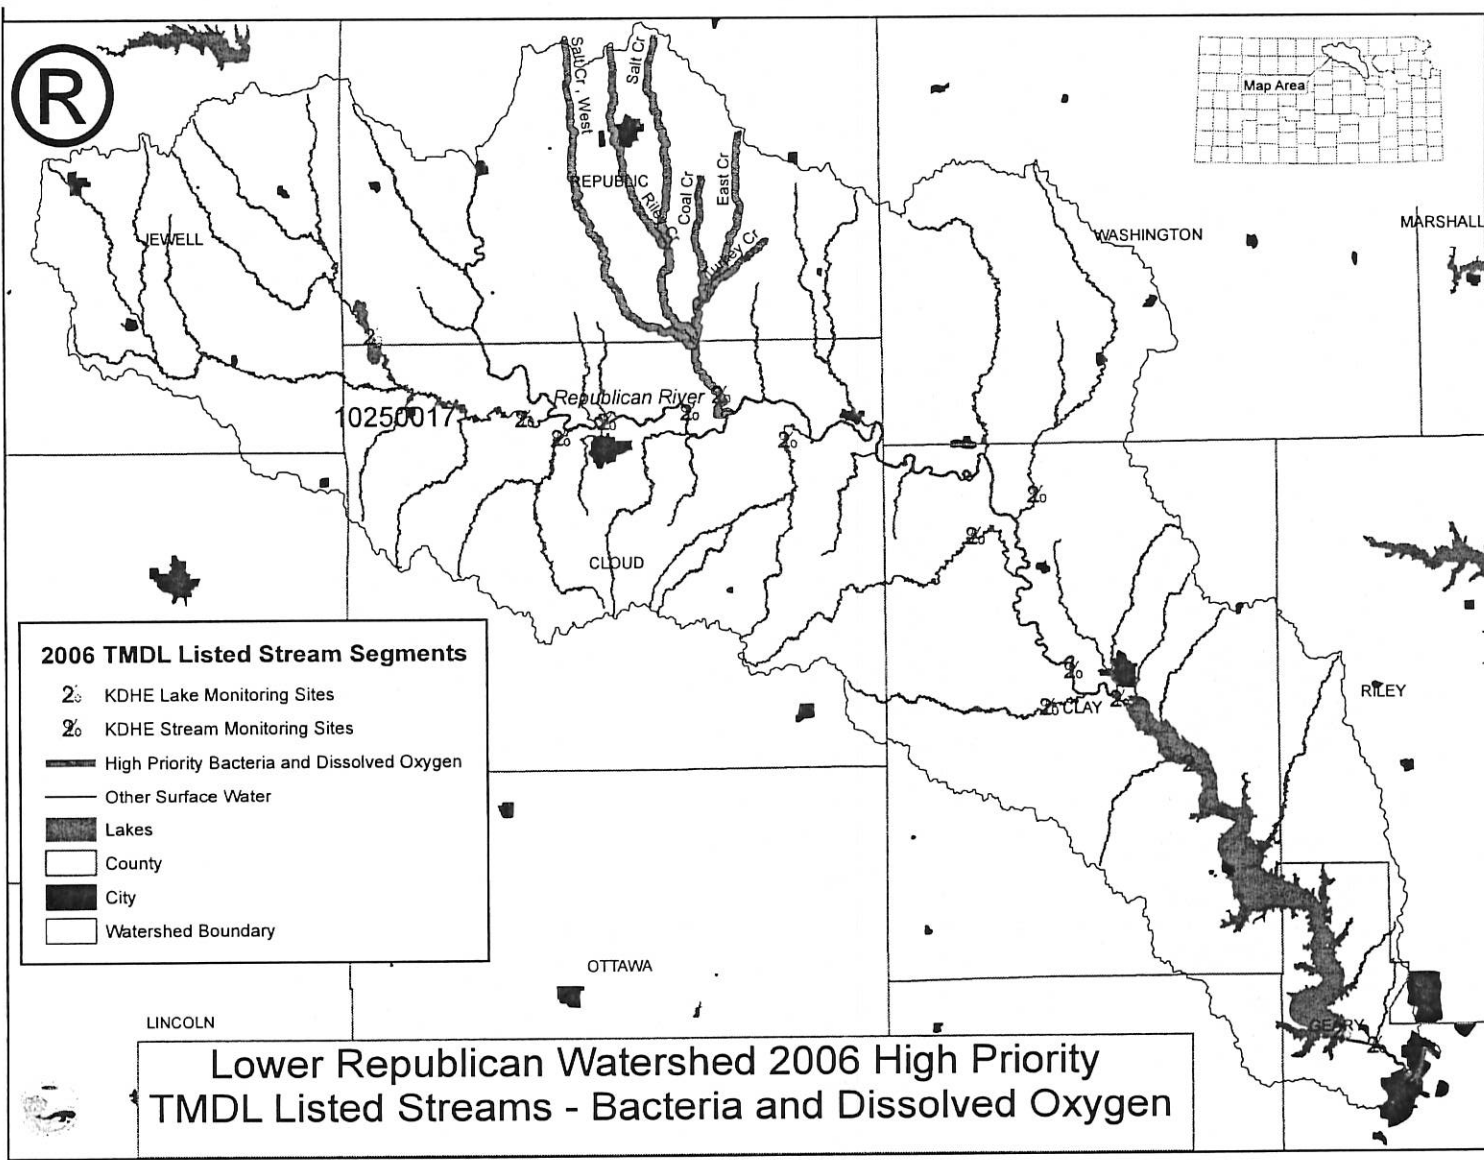 R
Salt Cr, West
Salt Cr
Map Area
REPUBLIC
Riley Cr
Coal Cr
East Cr
Turkey Cr
JEWELL
WASHINGTON
MARSHALL
Republican River
10250017
CLOUD
CLAY
RILEY
2006 TMDL Listed Stream Segments
KDHE Lake Monitoring Sites
KDHE Stream Monitoring Sites
High Priority Bacteria and Dissolved Oxygen
Other Surface Water
Lakes
County
City
Watershed Boundary
OTTAWA
LINCOLN
GEARY
Lower Republican Watershed 2006 High Priority
TMDL Listed Streams - Bacteria and Dissolved Oxygen